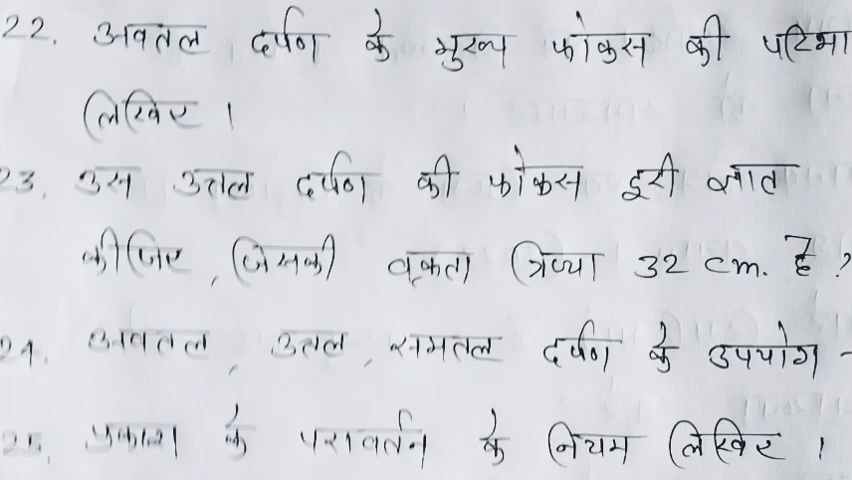 22. अवतल दर्पण के मुख्य फोकस की परिभा
लिखिए ।
23. उस उत्तल दर्पण की फोकस दूरी ज्ञात
कीजिए, जिसकी वक्रता त्रिज्या 32 cm. है ?
24. अवतल, उत्तल, समतल दर्पण के उपयोग -
25. प्रकाश के परावर्तन के नियम लिखिए ।